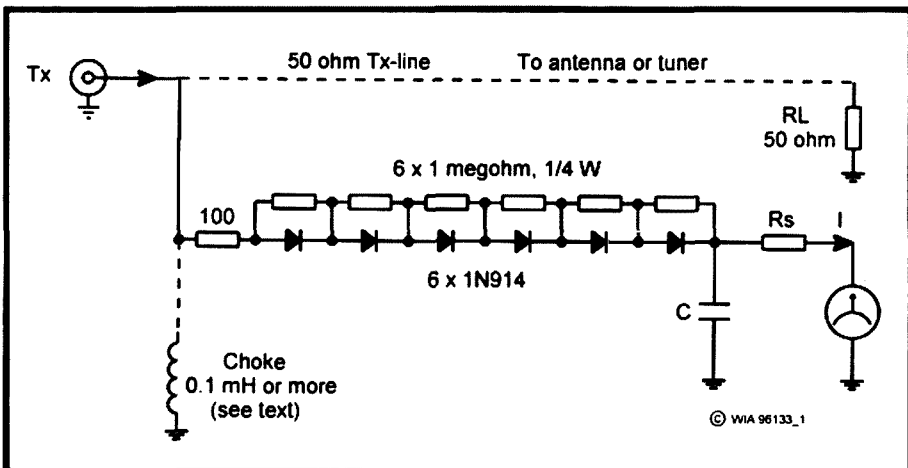 Tx
50 ohm Tx-line To antenna or tuner
RL
50 ohm
6 x 1 megohm, 1/4 W
100
Rs
I
6 x 1N914
C
Choke
0.1 mH or more
(see text)
© WIA 96133_1